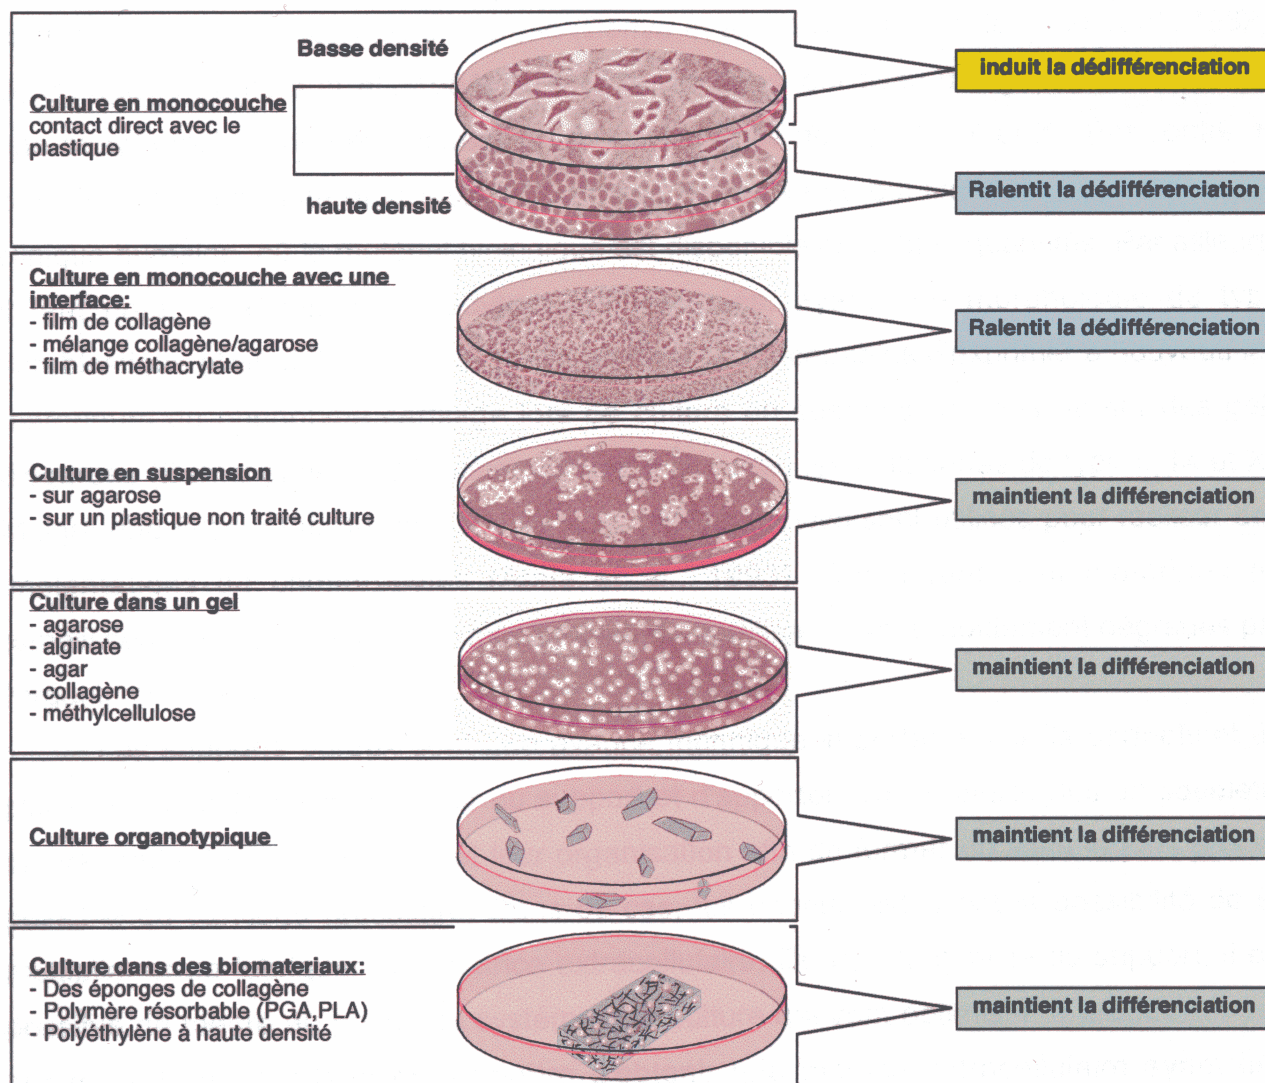 Basse densité
induit la dédifférenciation
Culture en monocouche
contact direct avec le
plastique
haute densité
Ralentit la dédifférenciation
Culture en monocouche avec une
interface:
- film de collagène
- mélange collagène/agarose
- film de méthacrylate
Ralentit la dédifférenciation
Culture en suspension
- sur agarose
- sur un plastique non traité culture
maintient la différenciation
Culture dans un gel
- agarose
- alginate
- agar
- collagène
- méthylcellulose
maintient la différenciation
Culture organotypique
maintient la différenciation
Culture dans des biomateriaux:
- Des éponges de collagène
- Polymère résorbable (PGA,PLA)
- Polyéthylène à haute densité
maintient la différenciation